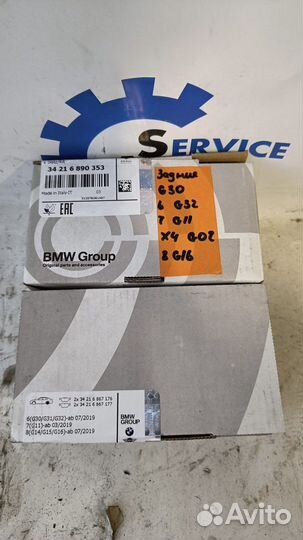 SERVICE
34 21 6 890 353
Made in Italy-IT
03
EAC
BMW Group
Original parts and accessories
Задние
G30
6 G32
7 G11
X4 G02
8 G16
2x 34 21 6 867 176
2x 34 21 6 867 177
6(G30/G31/G32)-ab 07/2019
7(G11)-ab 03/2019
8(G14/G15/G16)-ab 07/2019
BMW
GROUP
Avito